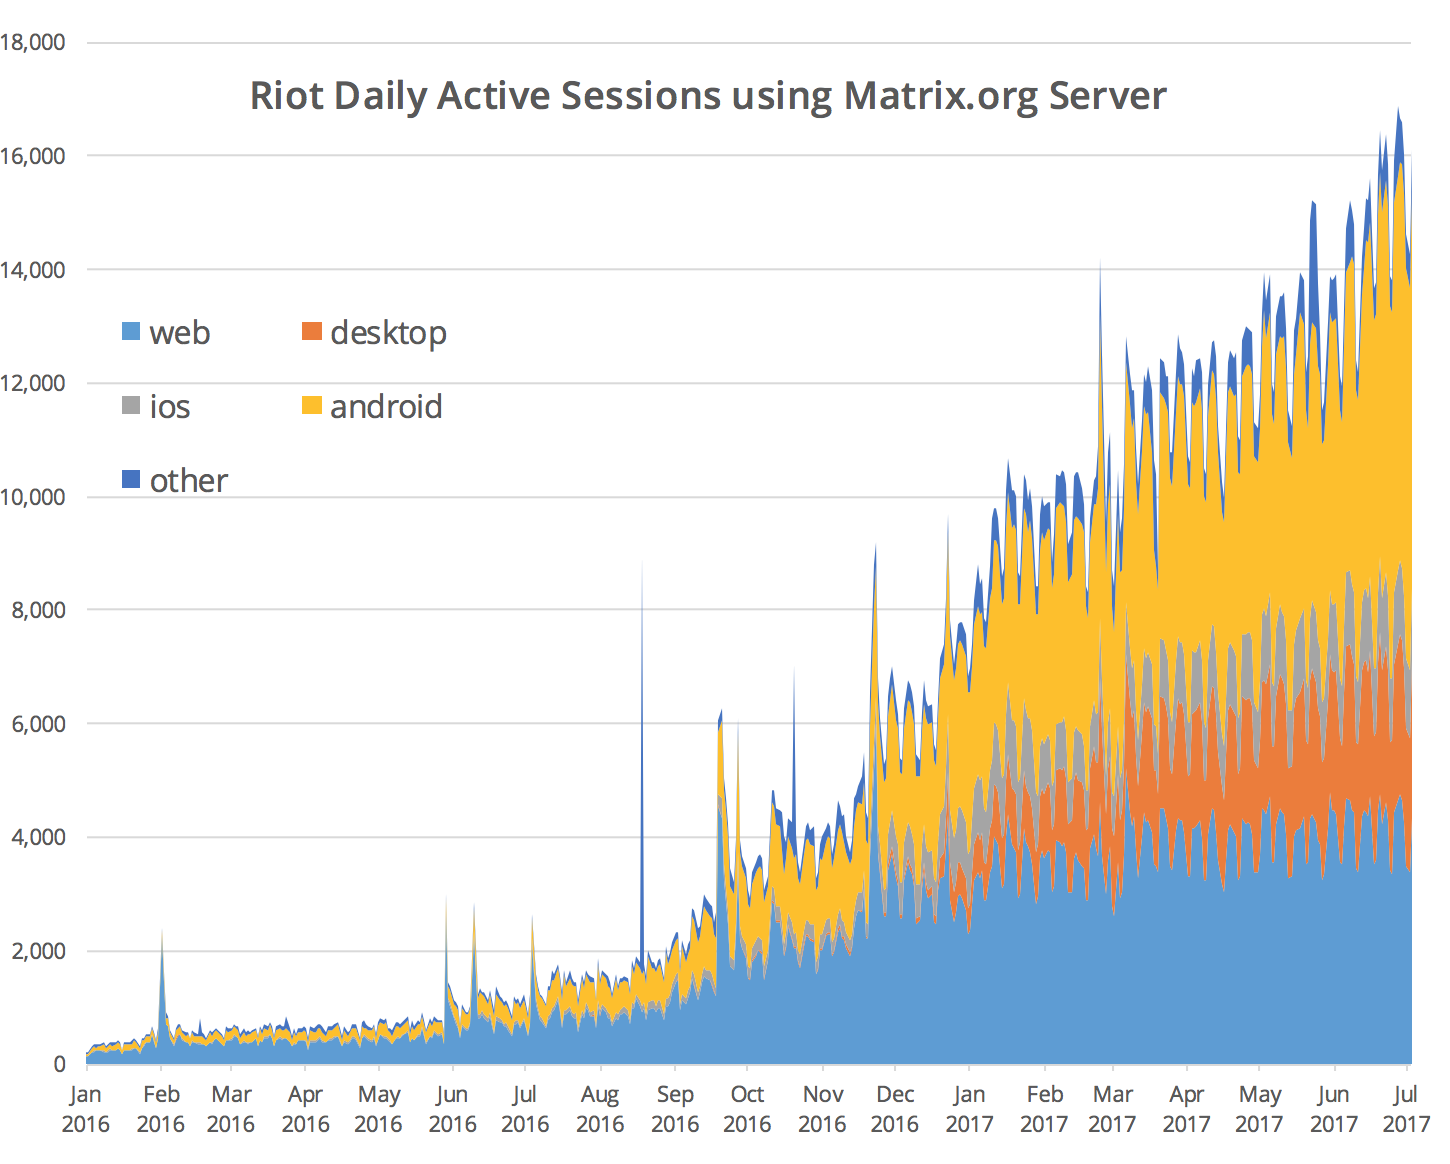 Riot Daily Active Sessions using Matrix.org Server
18,000
16,000
14,000
12,000
10,000
8,000
6,000
4,000
2,000
0
web desktop
ios android
other
Jan Feb Mar Apr May Jun Jul Aug Sep Oct Nov Dec Jan Feb Mar Apr May Jun Jul
2016 2016 2016 2016 2016 2016 2016 2016 2016 2016 2016 2016 2017 2017 2017 2017 2017 2017 2017